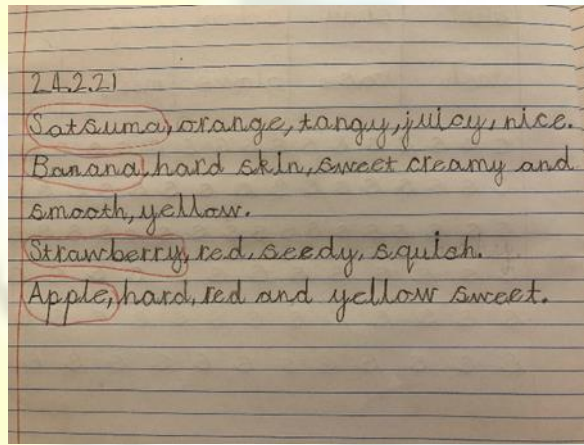 24.2.21
Satsuma, orange, tangy, juicy, nice.
Banana, hard skin, sweet creamy and
smooth, yellow.
Strawberry, red, seedy, squish.
Apple, hard, red and yellow sweet.